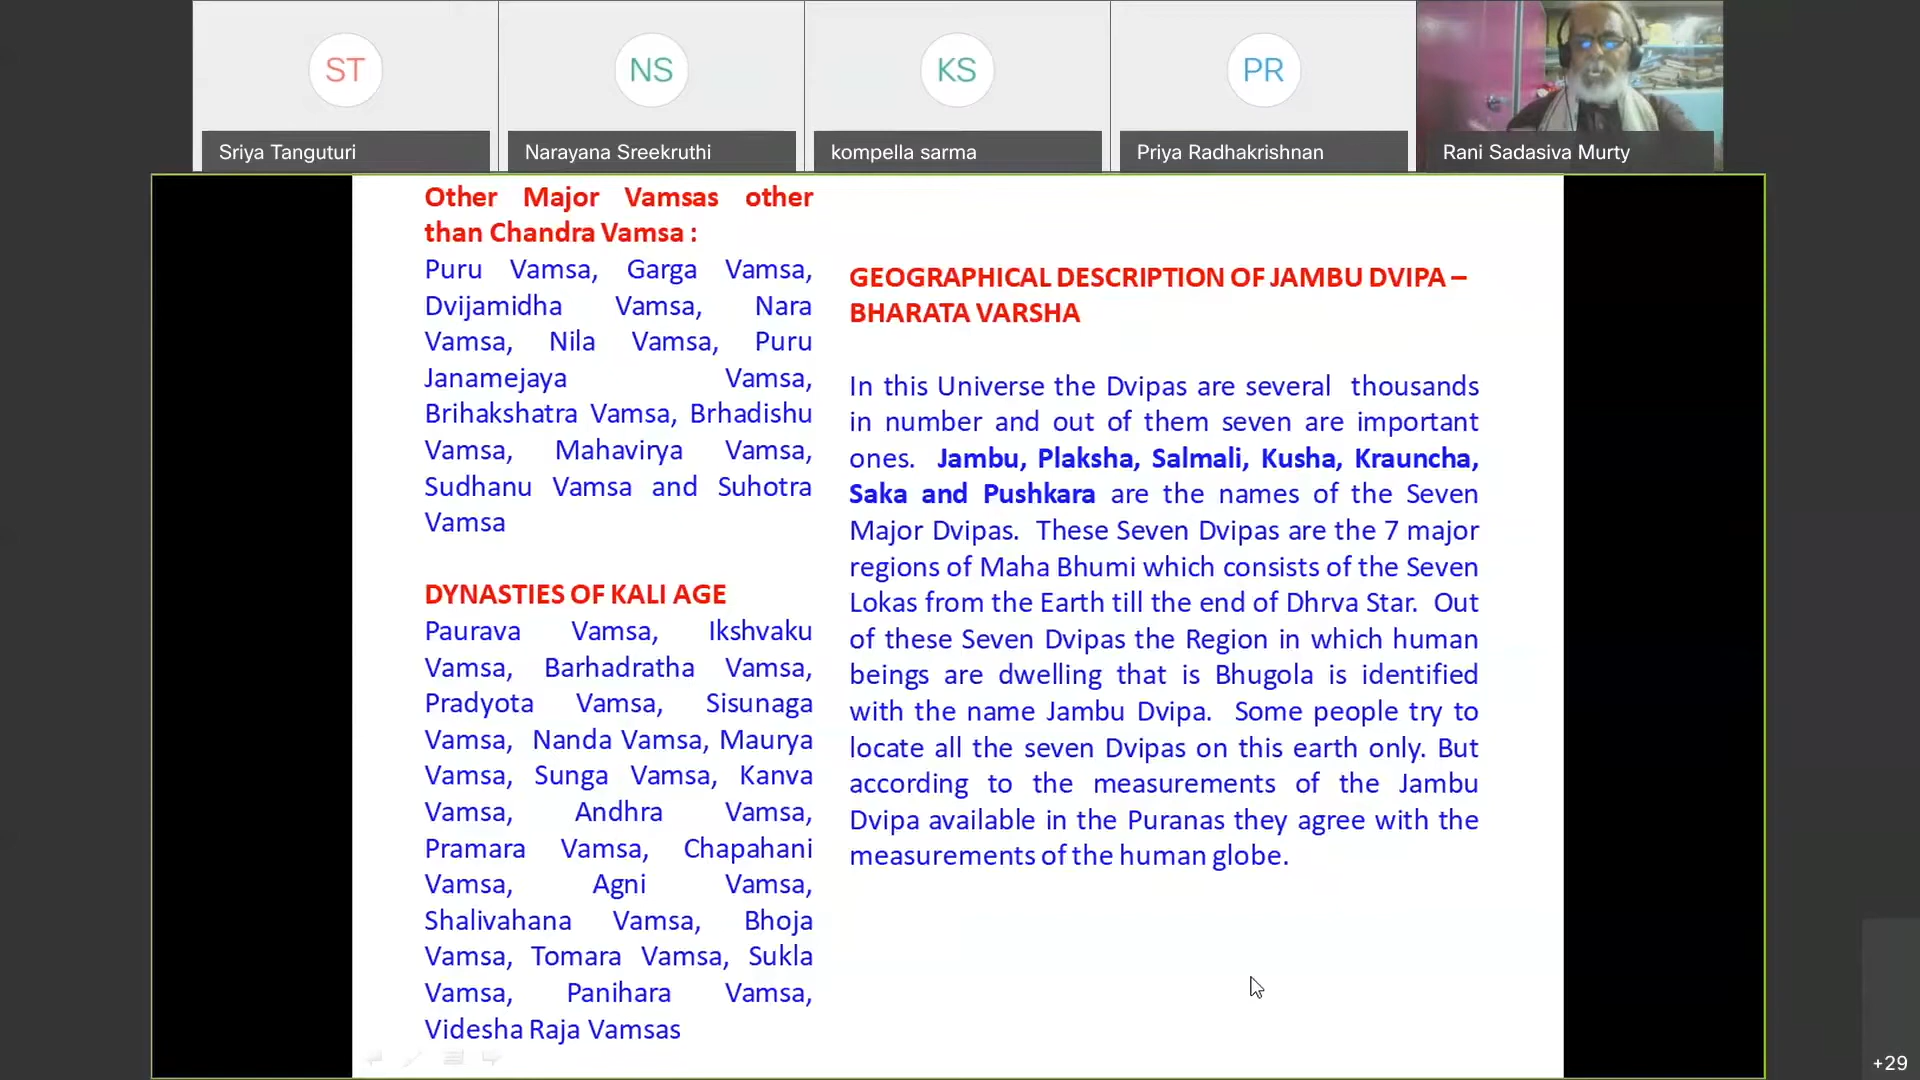 ST
NS
KS
PR
Sriya Tanguturi
Narayana Sreekruthi
kompella sarma
Priya Radhakrishnan
Rani Sadasiva Murty
Other Major Vamsas other
than Chandra Vamsa :
Puru Vamsa, Garga Vamsa,
Dvijamidha Vamsa, Nara
Vamsa, Nila Vamsa, Puru
Janamejaya Vamsa,
Brihakshatra Vamsa, Brhadishu
Vamsa, Mahavirya Vamsa,
Sudhanu Vamsa and Suhotra
Vamsa
DYNASTIES OF KALI AGE
Paurava Vamsa, Ikshvaku
Vamsa, Barhadratha Vamsa,
Pradyota Vamsa, Sisunaga
Vamsa, Nanda Vamsa, Maurya
Vamsa, Sunga Vamsa, Kanva
Vamsa, Andhra Vamsa,
Pramara Vamsa, Chapahani
Vamsa, Agni Vamsa,
Shalivahana Vamsa, Bhoja
Vamsa, Tomara Vamsa, Sukla
Vamsa, Panihara Vamsa,
Videsha Raja Vamsas
GEOGRAPHICAL DESCRIPTION OF JAMBU DVIPA –
BHARATA VARSHA
In this Universe the Dvipas are several thousands
in number and out of them seven are important
ones. Jambu, Plaksha, Salmali, Kusha, Krauncha,
Saka and Pushkara are the names of the Seven
Major Dvipas. These Seven Dvipas are the 7 major
regions of Maha Bhumi which consists of the Seven
Lokas from the Earth till the end of Dhrva Star. Out
of these Seven Dvipas the Region in which human
beings are dwelling that is Bhugola is identified
with the name Jambu Dvipa. Some people try to
locate all the seven Dvipas on this earth only. But
according to the measurements of the Jambu
Dvipa available in the Puranas they agree with the
measurements of the human globe.
+29